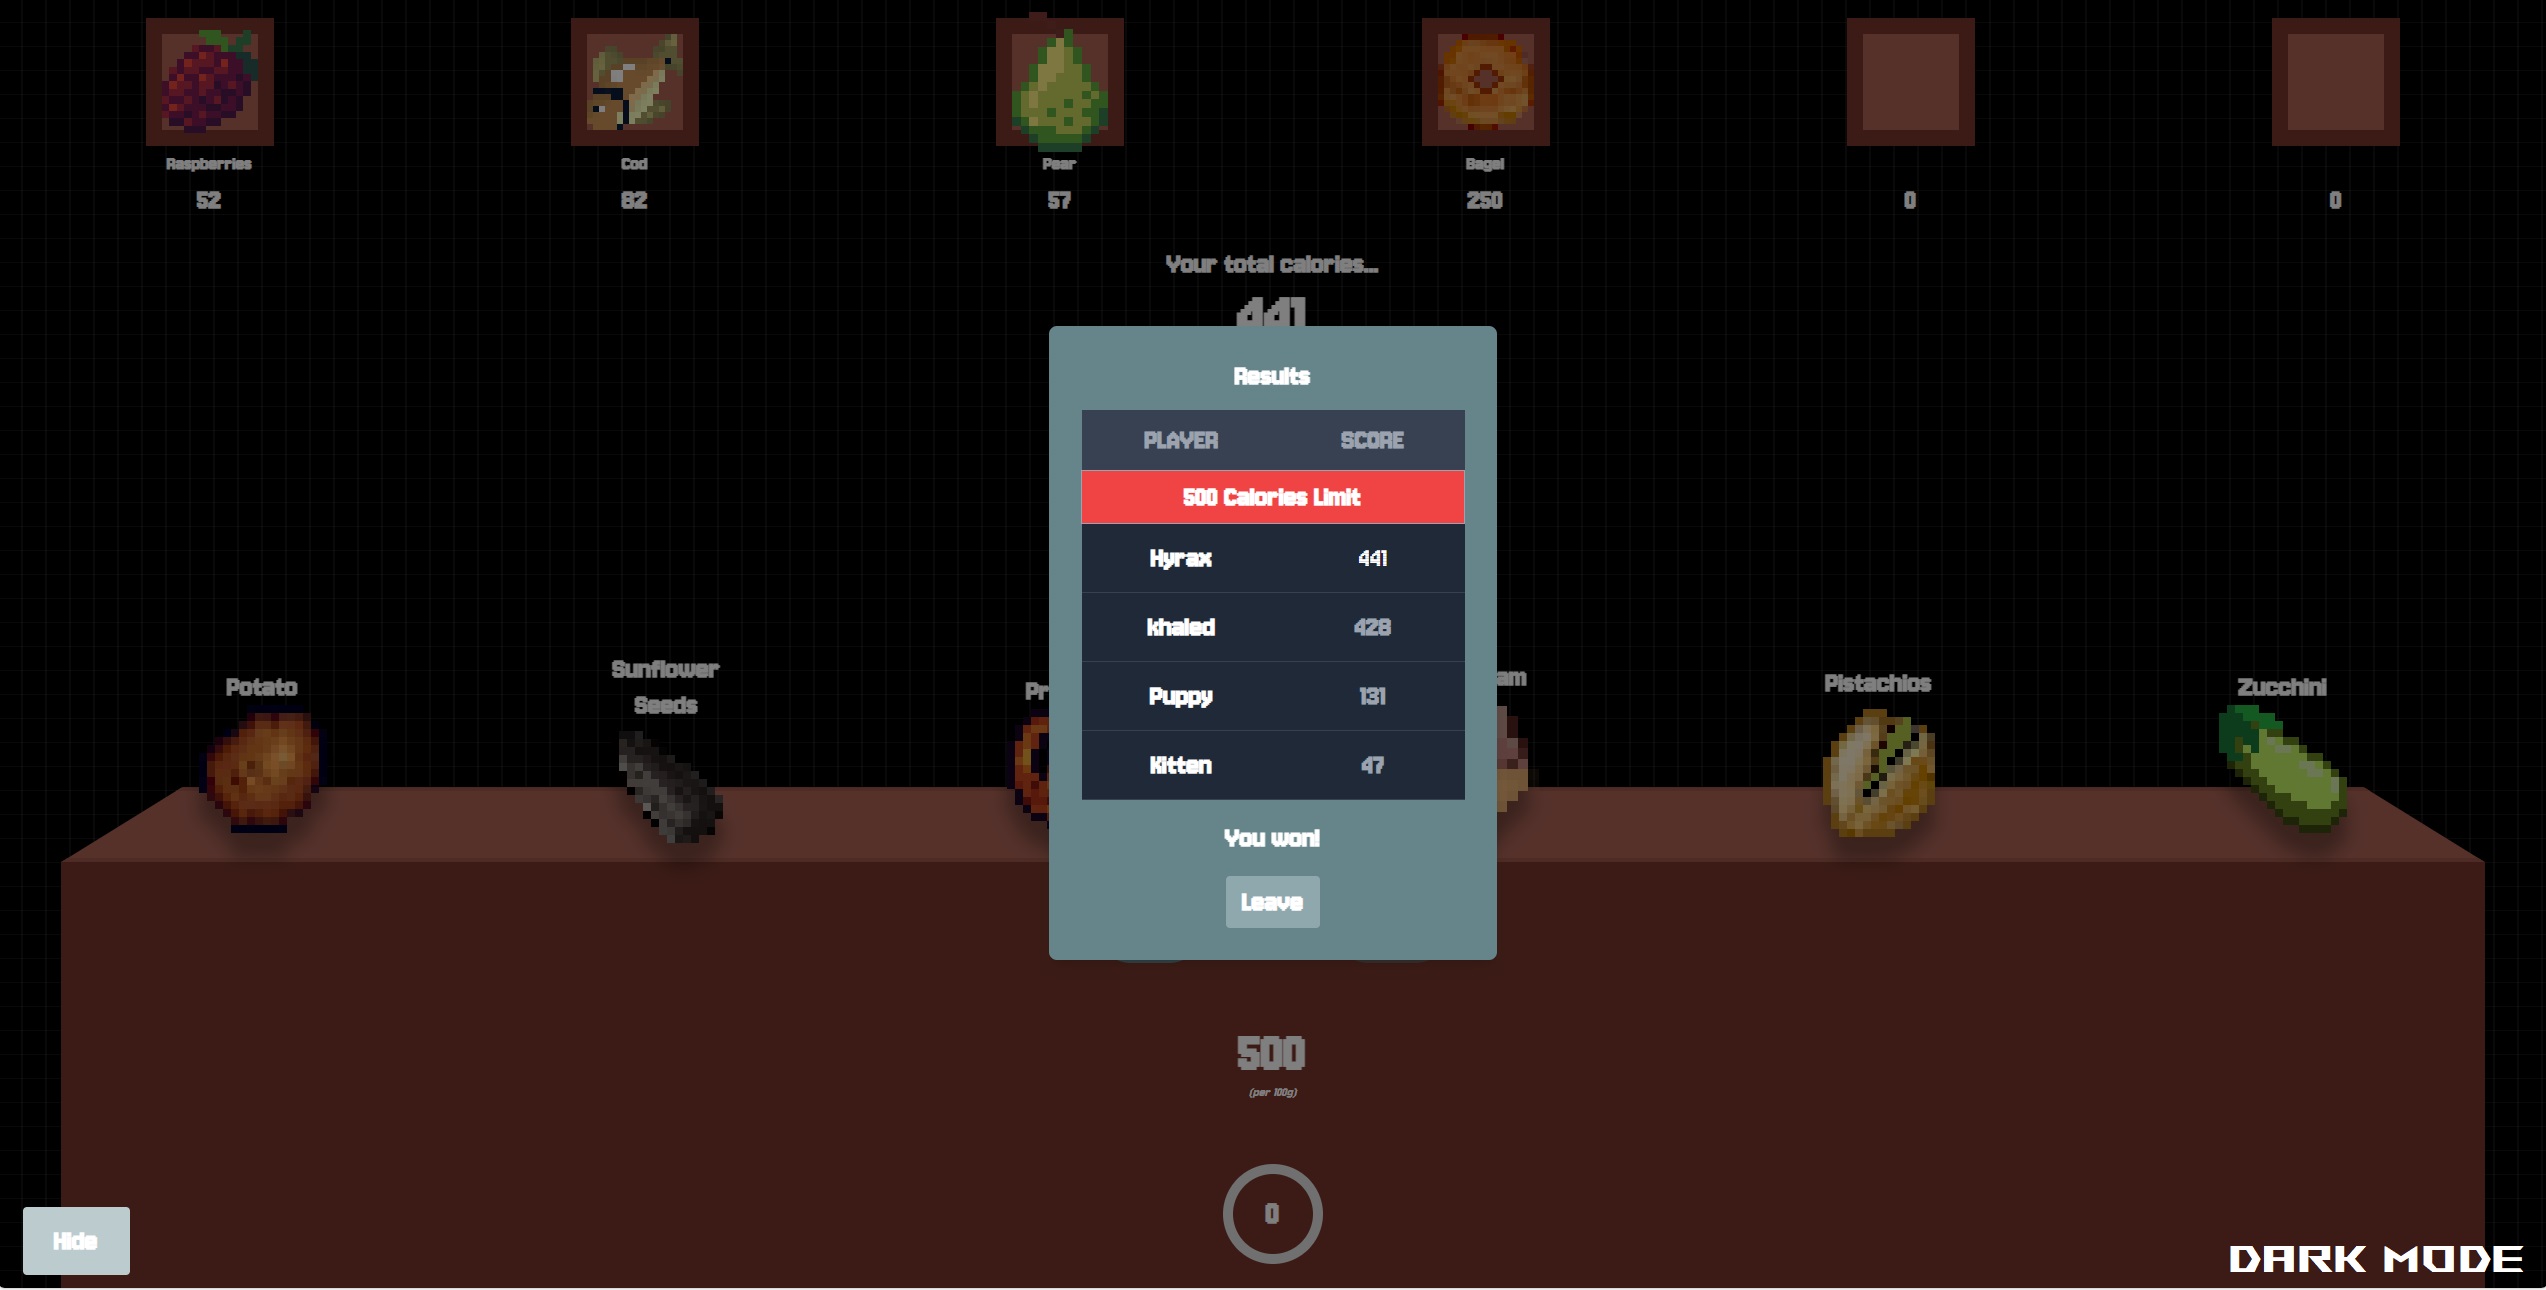 Raspberries
Cod
Pear
Bagel
52
82
57
250
0
0
Your total calories...
441
Results
PLAYER SCORE
500 Calories Limit
Hyrax 441
khaled 428
Puppy 131
Kitten 47
You won!
Leave
Potato
Sunflower
Seeds
Pistachios
Zucchini
500
(per 100g)
0
Hide
DARK MODE